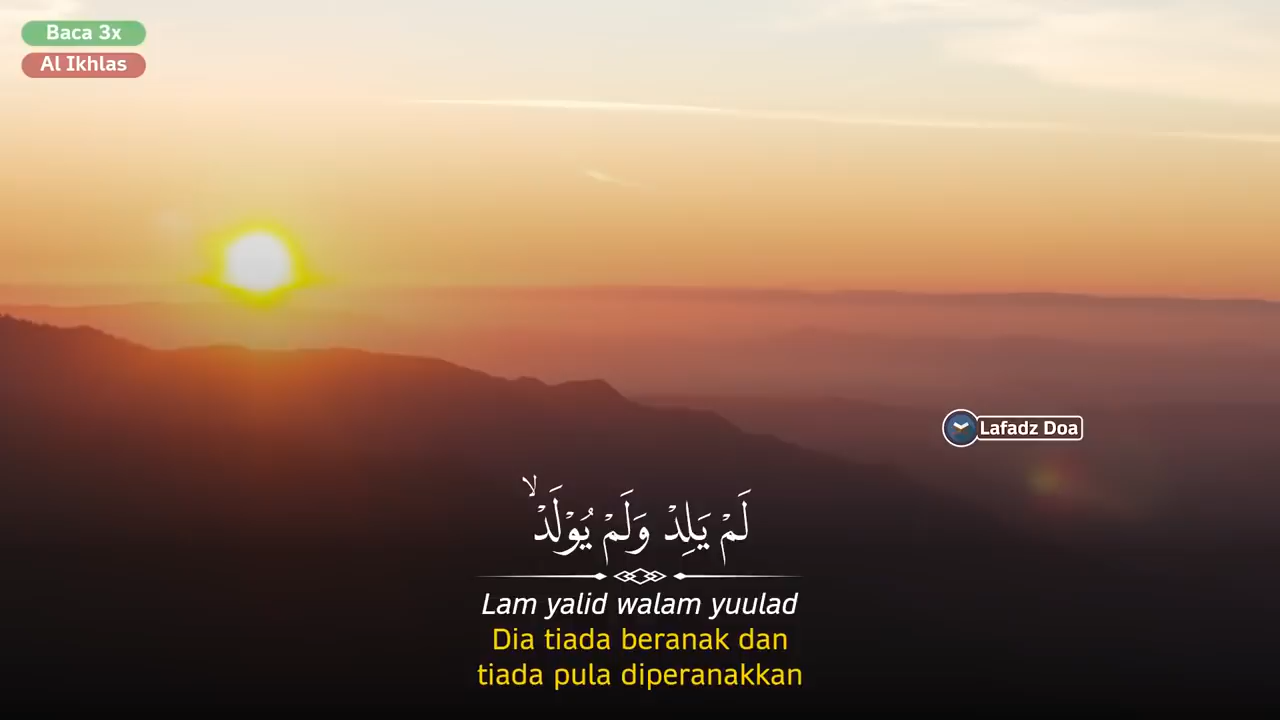 Baca 3x
Al Ikhlas
Lafadz Doa
لَمْ يَلِدْ وَلَمْ يُوْلَدْۙ
Lam yalid walam yuulad
Dia tiada beranak dan
tiada pula diperanakkan